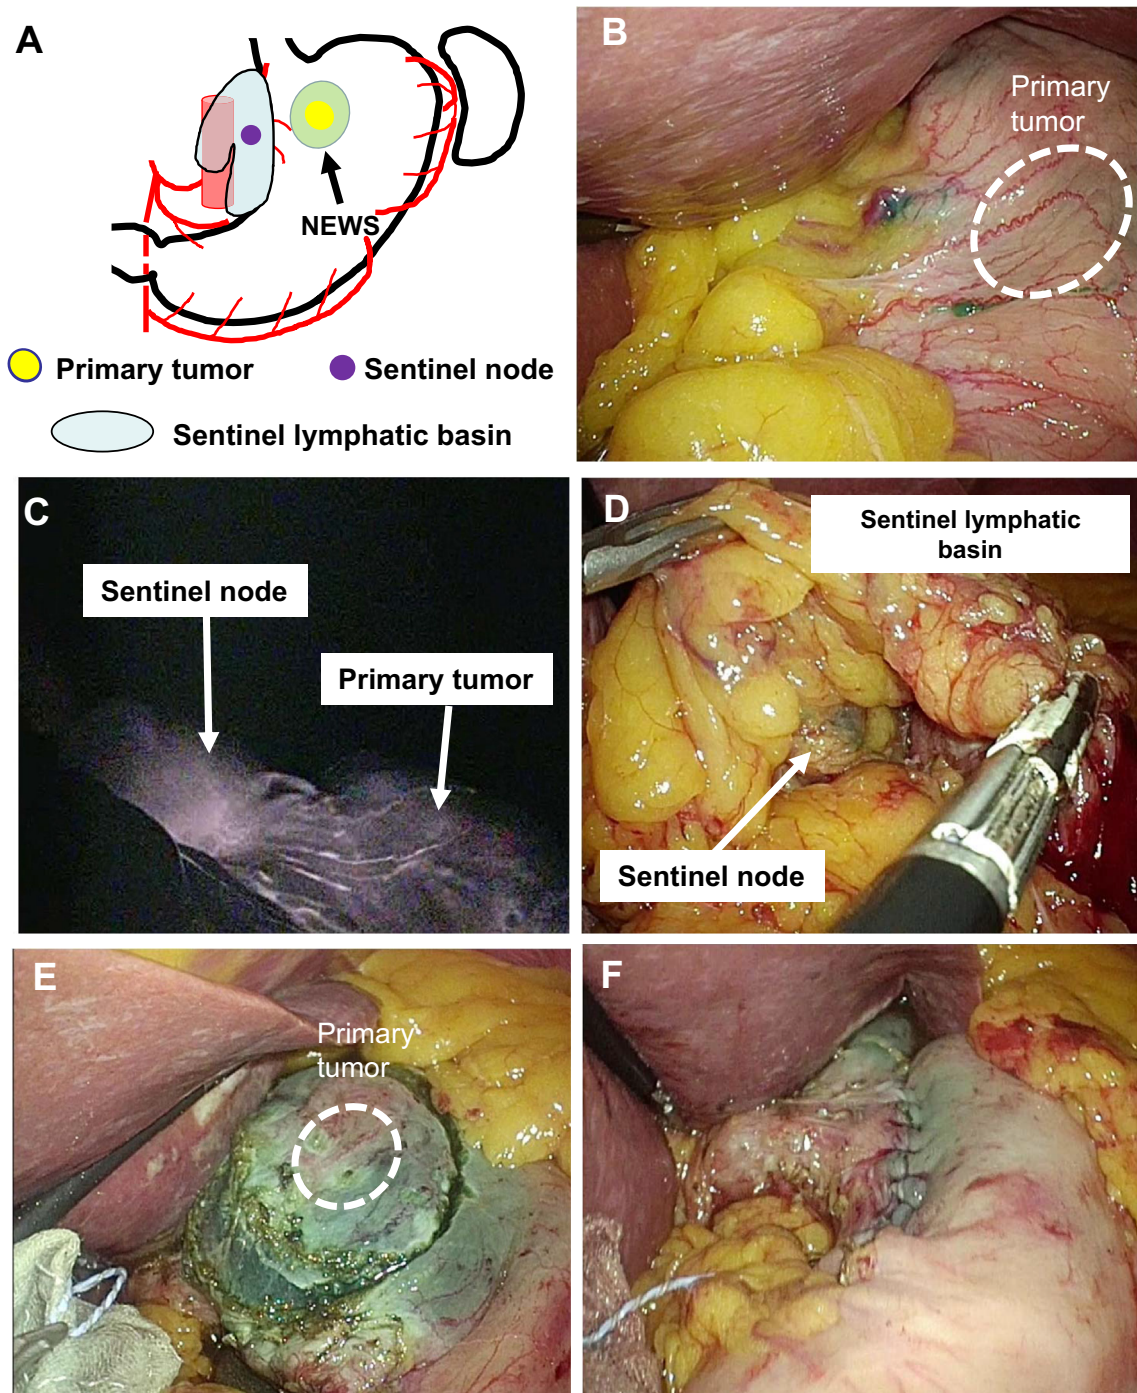 A
NEWS
Primary tumor
Sentinel node
Sentinel lymphatic basin
B
Primary
tumor
C
Sentinel node
Primary tumor
D
Sentinel lymphatic
basin
Sentinel node
E
Primary
tumor
F